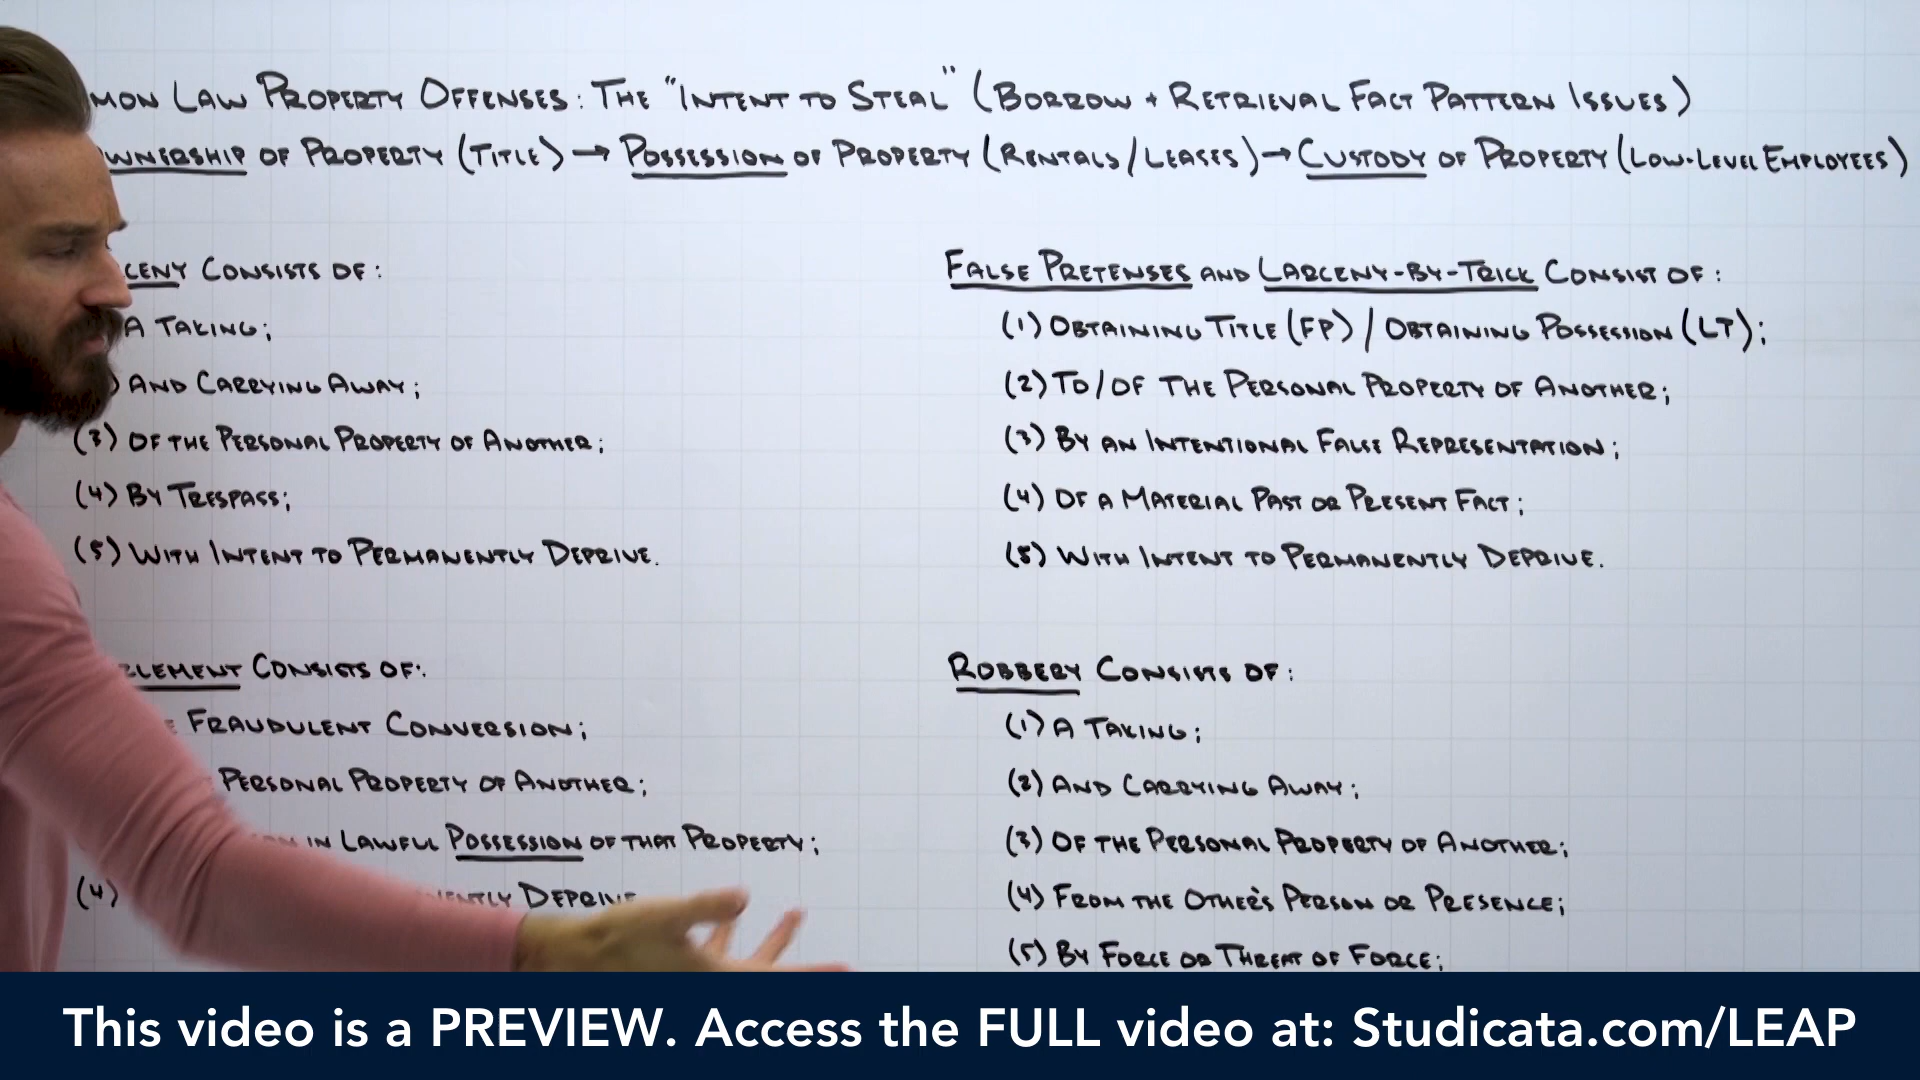 MON LAW PROPERTY OFFENSES: THE "INTENT TO STEAL" (BORROW + RETRIEVAL FACT PATTERN ISSUES)
WNERSHIP OF PROPERTY (TITLE) → POSSESSION OF PROPERTY (RENTALS/LEASES) → CUSTODY OF PROPERTY (LOW-LEVEL EMPLOYEES)
CENY CONSISTS OF:
A TAKING;
) AND CARRYING AWAY;
(3) OF THE PERSONAL PROPERTY OF ANOTHER;
(4) BY TRESPASS;
(5) WITH INTENT TO PERMANENTLY DEPRIVE.
FALSE PRETENSES AND LARCENY-BY-TRICK CONSIST OF:
(1) OBTAINING TITLE (FP) / OBTAINING POSSESSION (LT);
(2) TO/OF THE PERSONAL PROPERTY OF ANOTHER;
(3) BY AN INTENTIONAL FALSE REPRESENTATION;
(4) OF A MATERIAL PAST OR PRESENT FACT;
(5) WITH INTENT TO PERMANENTLY DEPRIVE.
ZLEMENT CONSISTS OF:
E FRAUDULENT CONVERSION;
PERSONAL PROPERTY OF ANOTHER;
IN LAWFUL POSSESSION OF THAT PROPERTY;
(4) NENTLY DEPRIVE
ROBBERY CONSISTS OF:
(1) A TAKING;
(2) AND CARRYING AWAY;
(3) OF THE PERSONAL PROPERTY OF ANOTHER;
(4) FROM THE OTHER'S PERSON OR PRESENCE;
(5) BY FORCE OR THREAT OF FORCE;
This video is a PREVIEW. Access the FULL video at: Studicata.com/LEAP